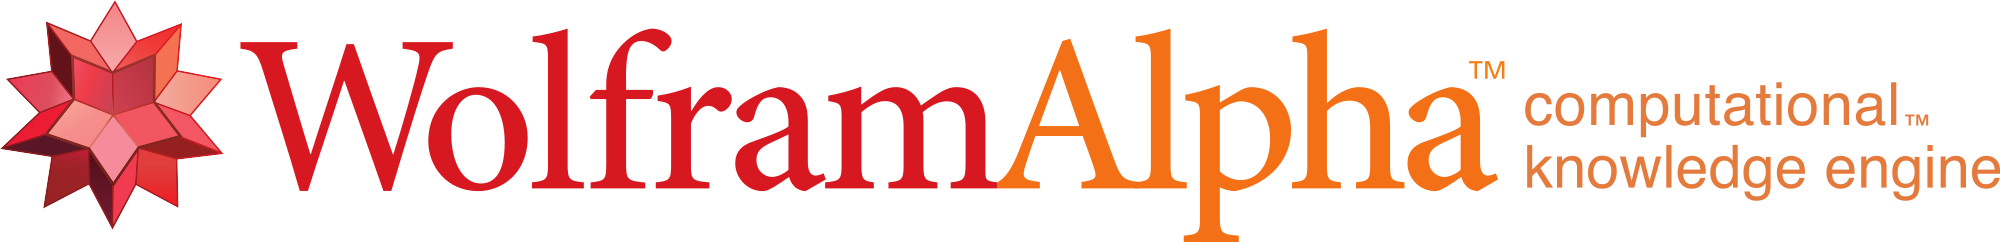 WolframAlpha™
computational™
knowledge engine